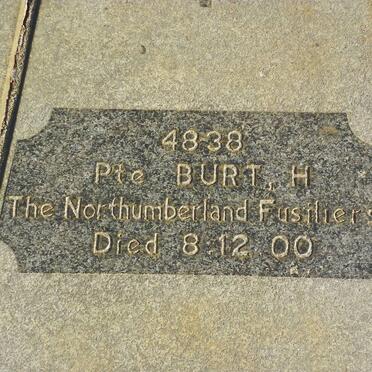 4838
Pte BURT, H
The Northumberland Fusiliers
Died 8·12 00